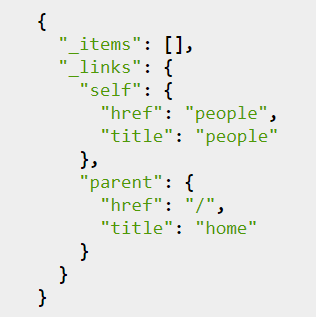 {
  "_items": [],
  "_links": {
    "self": {
      "href": "people",
      "title": "people"
    },
    "parent": {
      "href": "/",
      "title": "home"
    }
  }
}